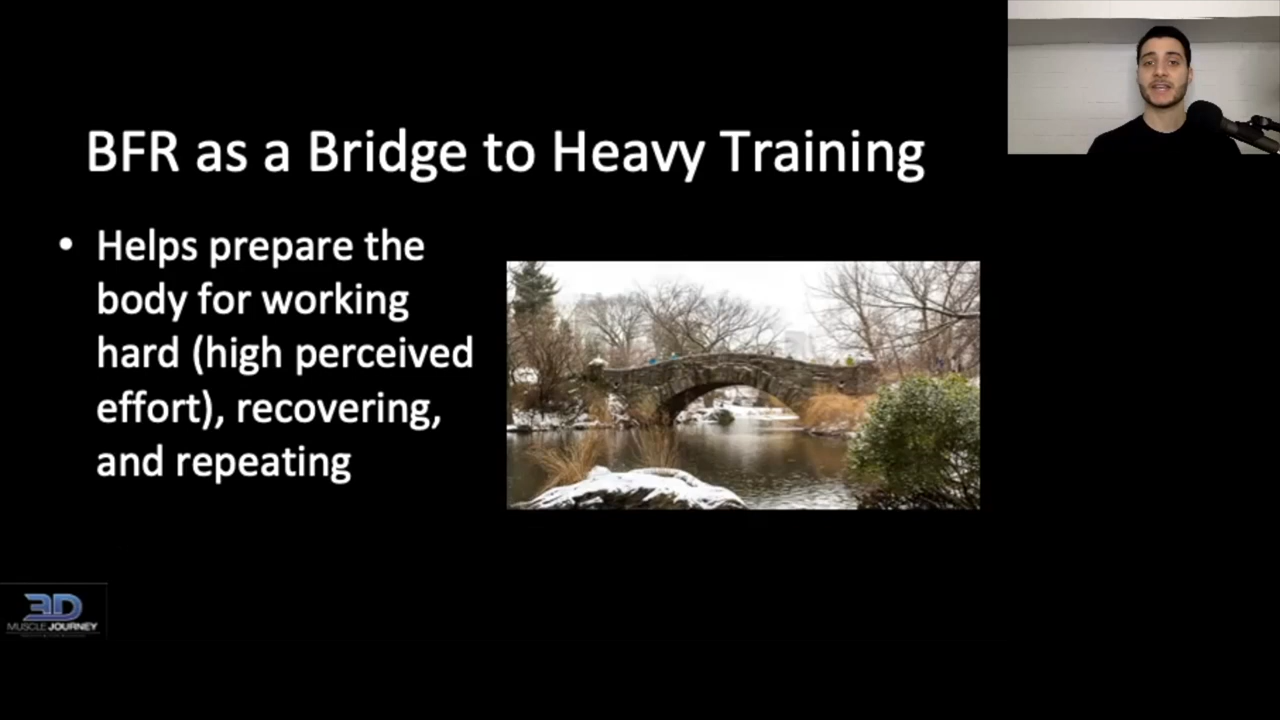 BFR as a Bridge to Heavy Training
• Helps prepare the
body for working
hard (high perceived
effort), recovering,
and repeating
3D
MUSCLE JOURNEY